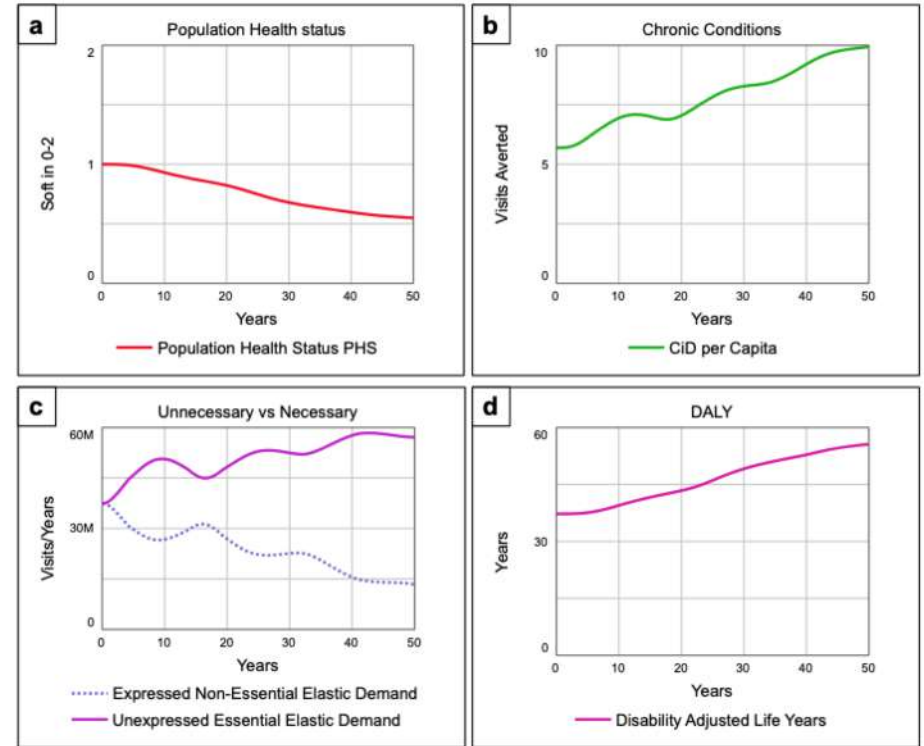 a
Population Health status
2
Soft in 0-2
1
0
0 10 20 30 40 50
Years
Population Health Status PHS
b
Chronic Conditions
10
Visits Averted
5
0
0 10 20 30 40 50
Years
CiD per Capita
c
Unnecessary vs Necessary
60M
Visits/Years
30M
0
0 10 20 30 40 50
Years
Expressed Non-Essential Elastic Demand
Unexpressed Essential Elastic Demand
d
DALY
60
Years
30
0
0 10 20 30 40 50
Years
Disability Adjusted Life Years